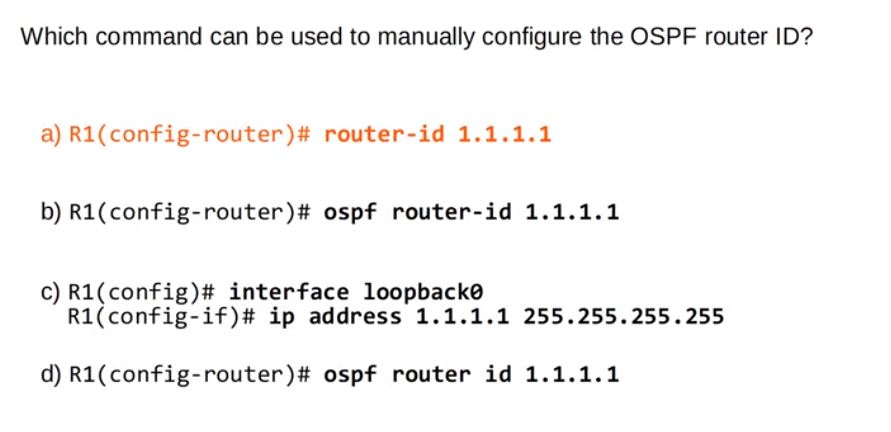 Which command can be used to manually configure the OSPF router ID?
a) R1(config-router)# router-id 1.1.1.1
b) R1(config-router)# ospf router-id 1.1.1.1
c) R1(config)# interface loopback0
R1(config-if)# ip address 1.1.1.1 255.255.255.255
d) R1(config-router)# ospf router id 1.1.1.1